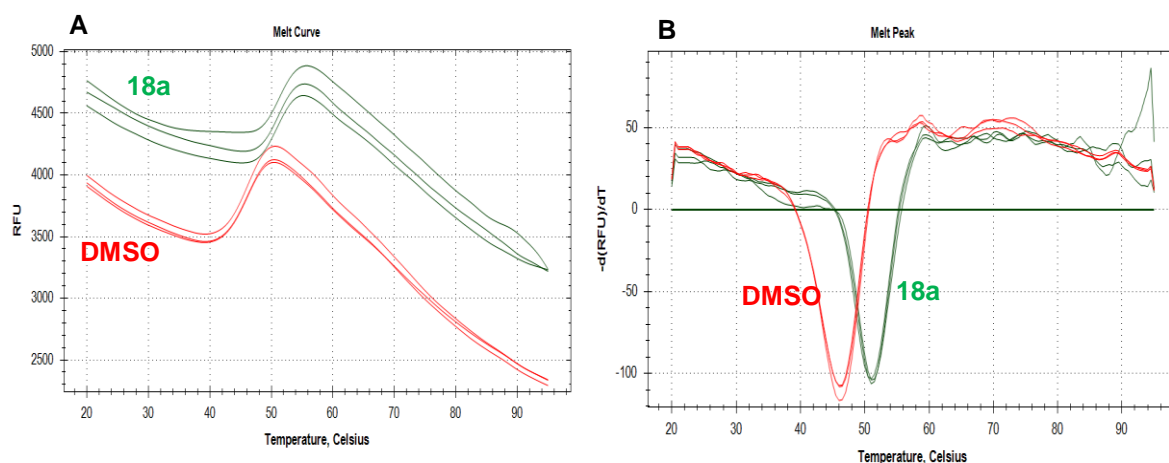 A
Melt Curve
5000
4500
4000
3500
3000
2500
RFU
18a
DMSO
20 30 40 50 60 70 80 90
Temperature, Celsius
B
Melt Peak
50
0
-50
-100
-d(RFU)/dT
DMSO
18a
20 30 40 50 60 70 80 90
Temperature, Celsius